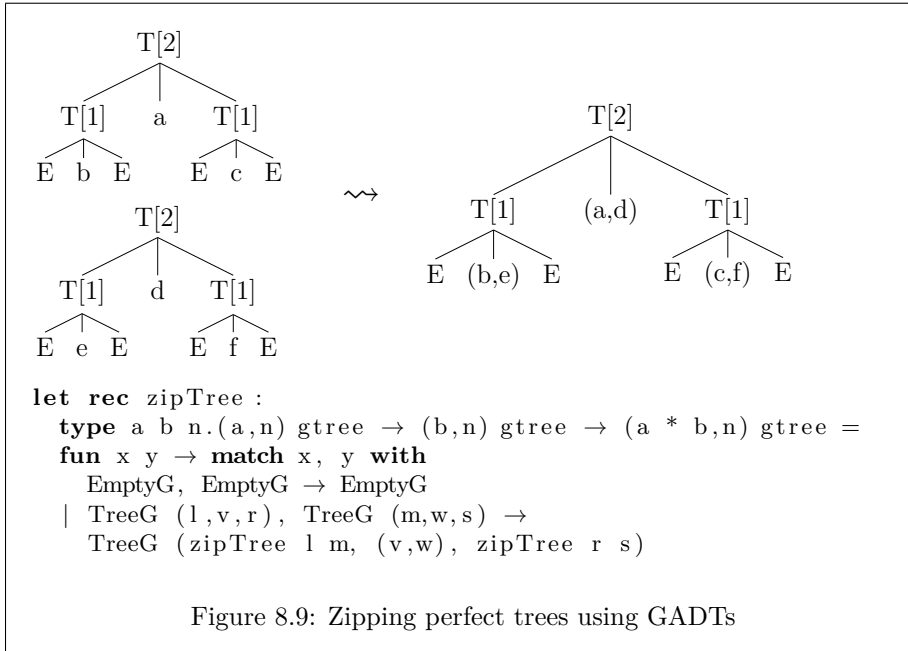 T[2]
T[1] a T[1]
E b E E c E
T[2]
T[1] d T[1]
E e E E f E
⇝
T[2]
T[1] (a,d) T[1]
E (b,e) E E (c,f) E
let rec zipTree :
type a b n.(a,n) gtree → (b,n) gtree → (a * b,n) gtree =
fun x y → match x, y with
EmptyG, EmptyG → EmptyG
| TreeG (l,v,r), TreeG (m,w,s) →
TreeG (zipTree l m, (v,w), zipTree r s)
Figure 8.9: Zipping perfect trees using GADTs